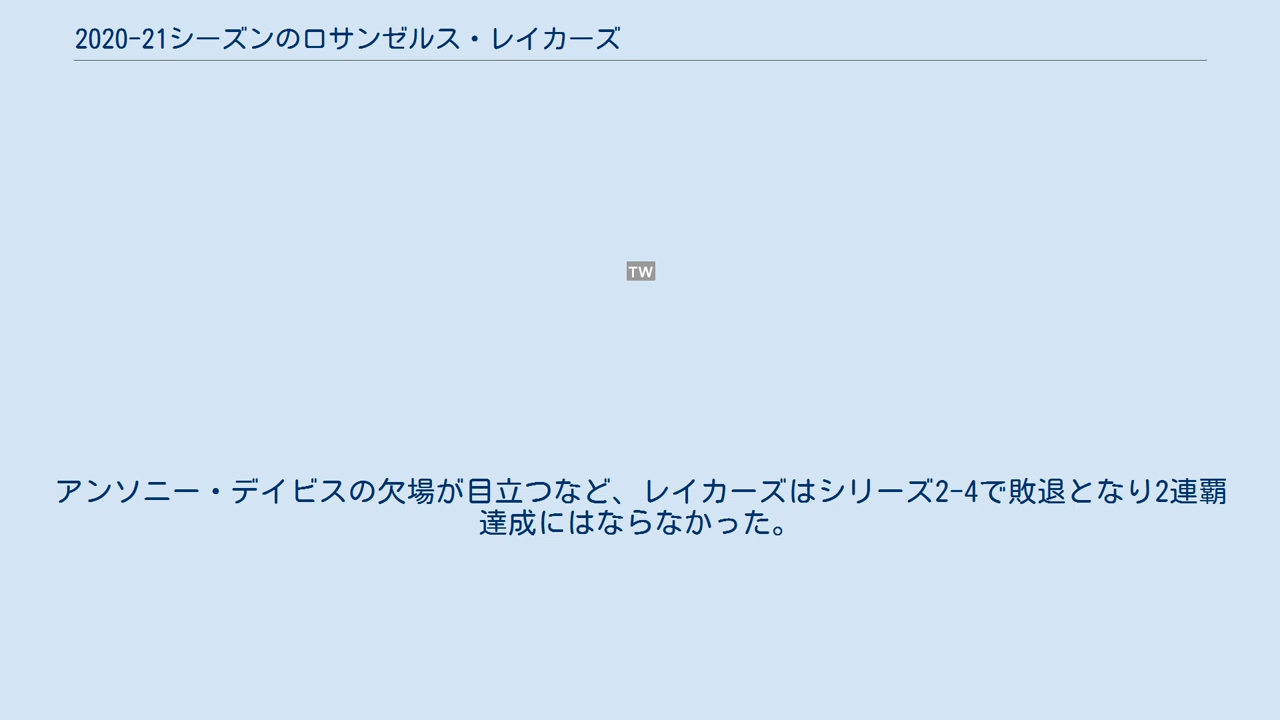 2020-21シーズンのロサンゼルス・レイカーズ
TW
アンソニー・デイビスの欠場が目立つなど、レイカーズはシリーズ2-4で敗退となり2連覇
達成にはならなかった。